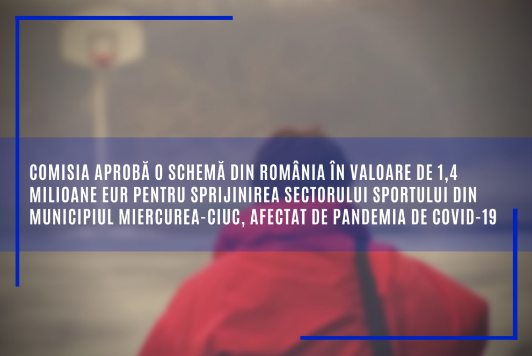 COMISIA APROBĂ O SCHEMĂ DIN ROMÂNIA ÎN VALOARE DE 1,4
MILIOANE EUR PENTRU SPRIJINIREA SECTORULUI SPORTULUI DIN
MUNICIPIUL MIERCUREA-CIUC, AFECTAT DE PANDEMIA DE COVID-19